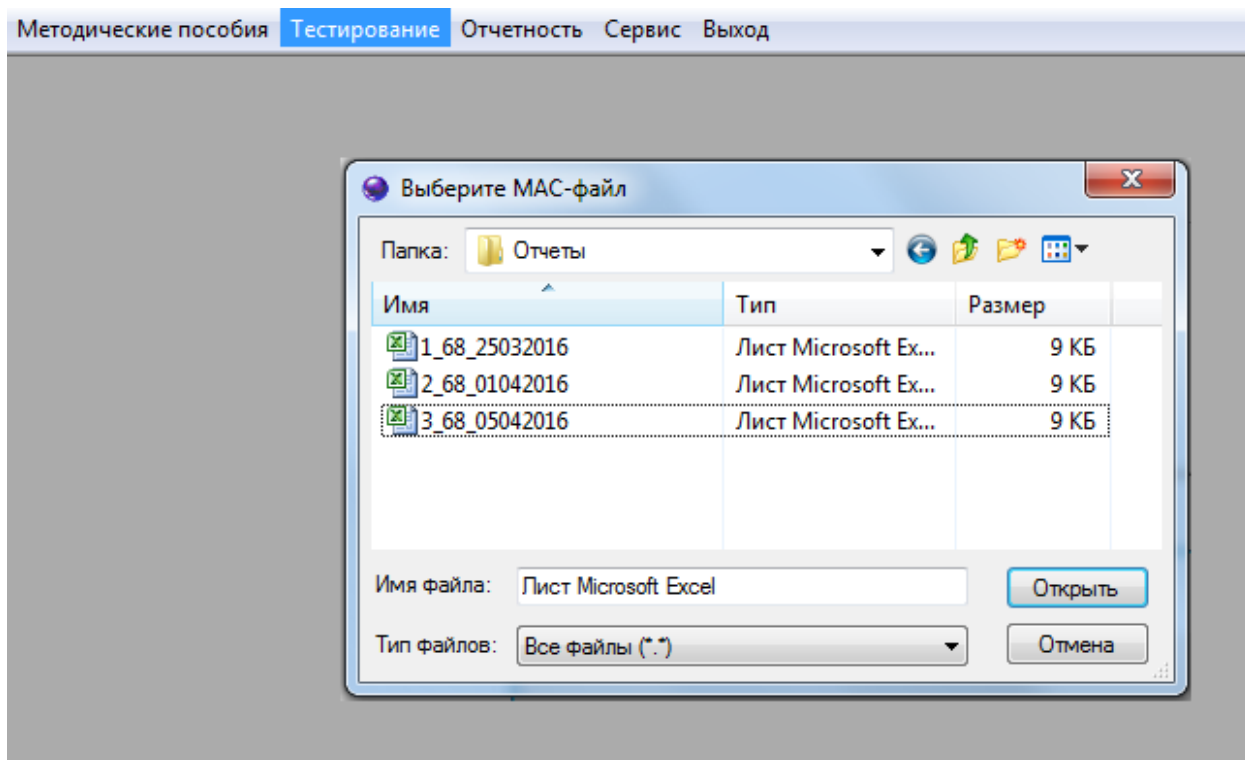 Методические пособия Тестирование Отчетность Сервис Выход
Выберите МАС-файл
Папка: Отчеты
Имя Тип Размер
1_68_25032016 Лист Microsoft Ex... 9 КБ
2_68_01042016 Лист Microsoft Ex... 9 КБ
3_68_05042016 Лист Microsoft Ex... 9 КБ
Имя файла: Лист Microsoft Excel Открыть
Тип файлов: Все файлы (*.*) Отмена